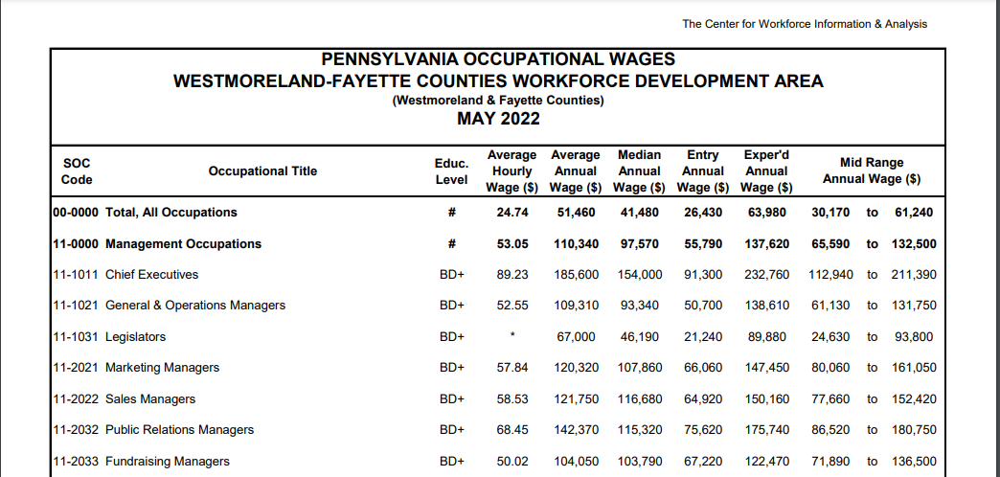 The Center for Workforce Information & Analysis
PENNSYLVANIA OCCUPATIONAL WAGES
WESTMORELAND-FAYETTE COUNTIES WORKFORCE DEVELOPMENT AREA
(Westmoreland & Fayette Counties)
MAY 2022
SOC Code Occupational Title Educ. Level Average Hourly Wage ($) Average Annual Wage ($) Median Annual Wage ($) Entry Annual Wage ($) Exper'd Annual Wage ($) Mid Range Annual Wage ($)
00-0000 Total, All Occupations # 24.74 51,460 41,480 26,430 63,980 30,170 to 61,240
11-0000 Management Occupations # 53.05 110,340 97,570 55,790 137,620 65,590 to 132,500
11-1011 Chief Executives BD+ 89.23 185,600 154,000 91,300 232,760 112,940 to 211,390
11-1021 General & Operations Managers BD+ 52.55 109,310 93,340 50,700 138,610 61,130 to 131,750
11-1031 Legislators BD+ * 67,000 46,190 21,240 89,880 24,630 to 93,800
11-2021 Marketing Managers BD+ 57.84 120,320 107,860 66,060 147,450 80,060 to 161,050
11-2022 Sales Managers BD+ 58.53 121,750 116,680 64,920 150,160 77,660 to 152,420
11-2032 Public Relations Managers BD+ 68.45 142,370 115,320 75,620 175,740 86,520 to 180,750
11-2033 Fundraising Managers BD+ 50.02 104,050 103,790 67,220 122,470 71,890 to 136,500